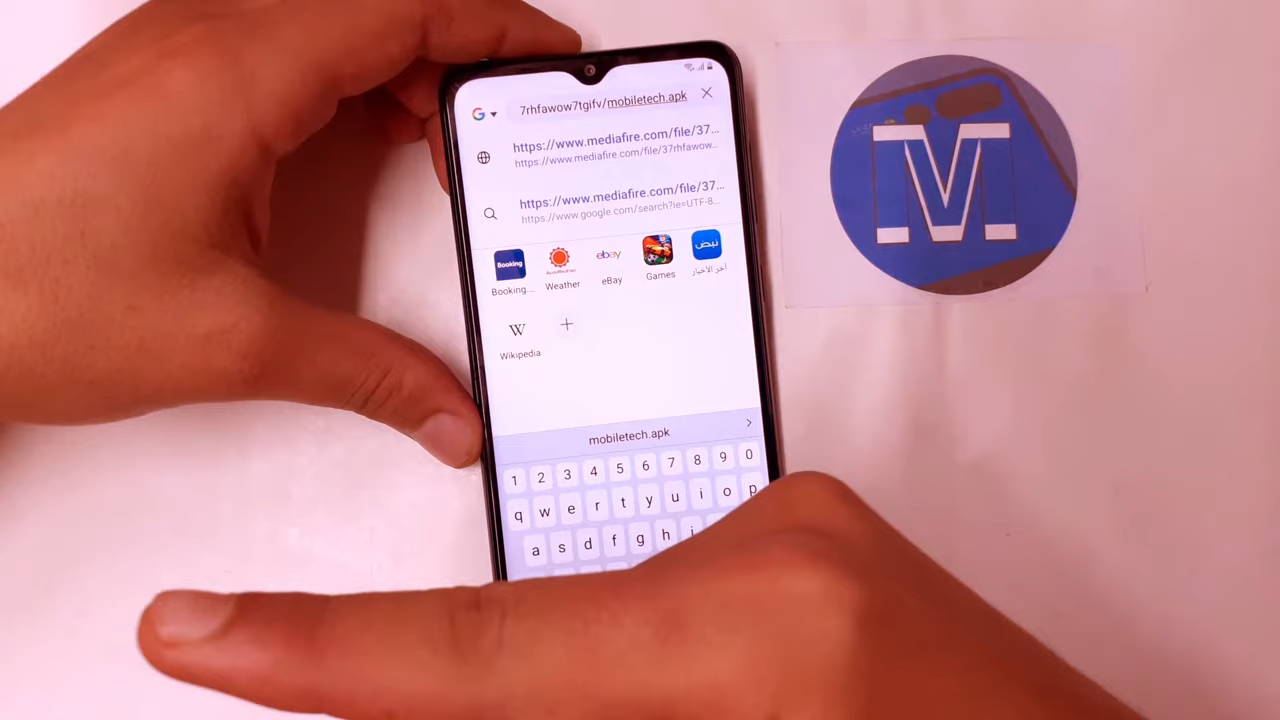 7rhfawow7tgifv/mobiletech.apk
https://www.mediafire.com/file/37...
https://www.mediafire.com/file/37rhfawow...
https://www.mediafire.com/file/37...
https://www.google.com/search?ie=UTF-8...
Booking
ebay
نبض
Booking...
Weather
eBay
Games
آخر الأخبار
W
Wikipedia
mobiletech.apk
1 2 3 4 5 6 7 8 9 0
q w e r t y u i o p
a s d f g h j
M